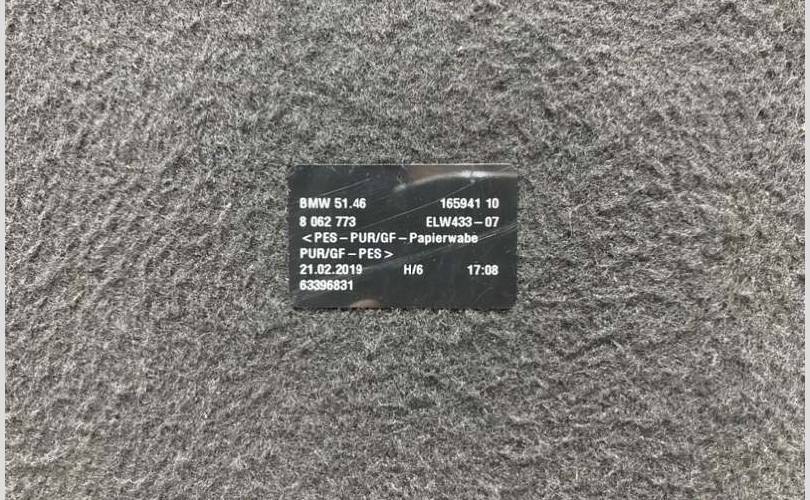 BMW 51.46 165941 10
8 062 773 ELW433-07
<PES-PUR/GF-Papierwabe
PUR/GF-PES>
21.02.2019 H/6 17:08
63396831